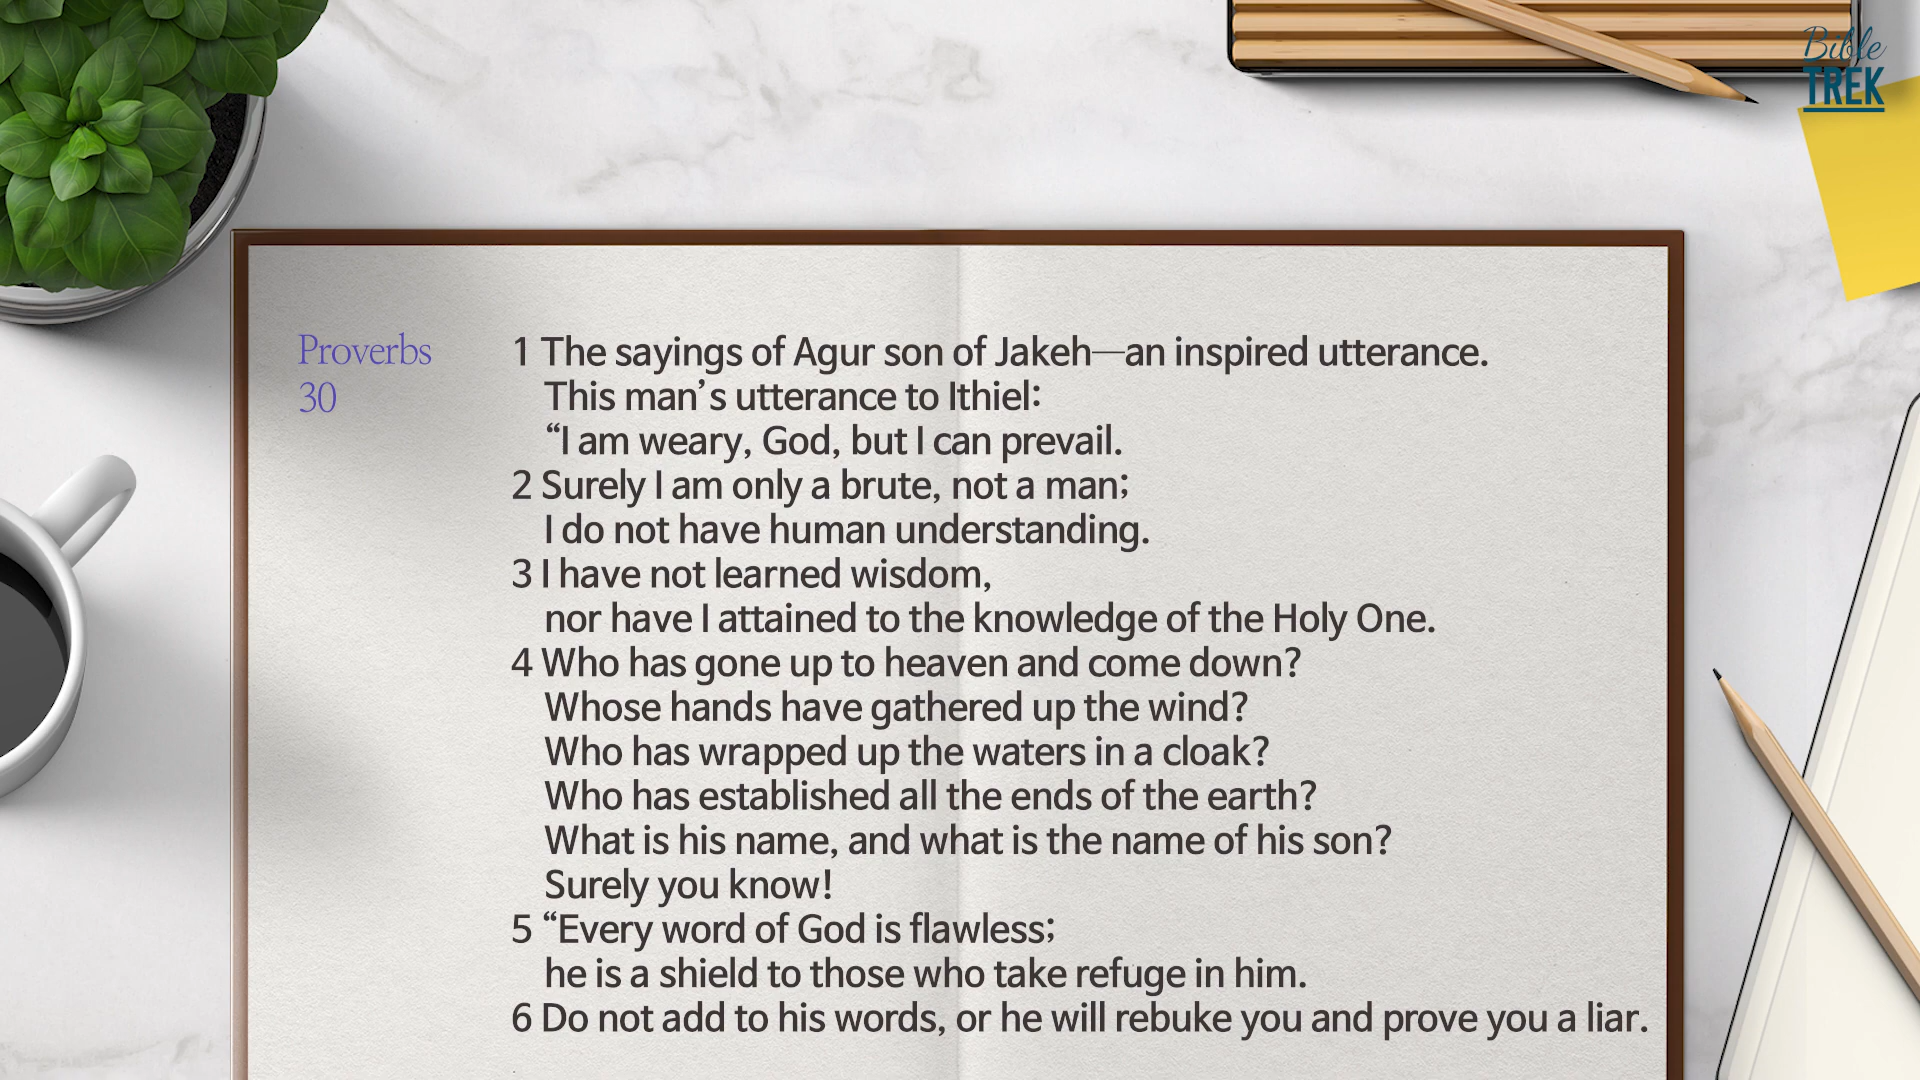 Bible
TREK
Proverbs
30
1 The sayings of Agur son of Jakeh—an inspired utterance.
This man’s utterance to Ithiel:
“I am weary, God, but I can prevail.
2 Surely I am only a brute, not a man;
I do not have human understanding.
3 I have not learned wisdom,
nor have I attained to the knowledge of the Holy One.
4 Who has gone up to heaven and come down?
Whose hands have gathered up the wind?
Who has wrapped up the waters in a cloak?
Who has established all the ends of the earth?
What is his name, and what is the name of his son?
Surely you know!
5 “Every word of God is flawless;
he is a shield to those who take refuge in him.
6 Do not add to his words, or he will rebuke you and prove you a liar.